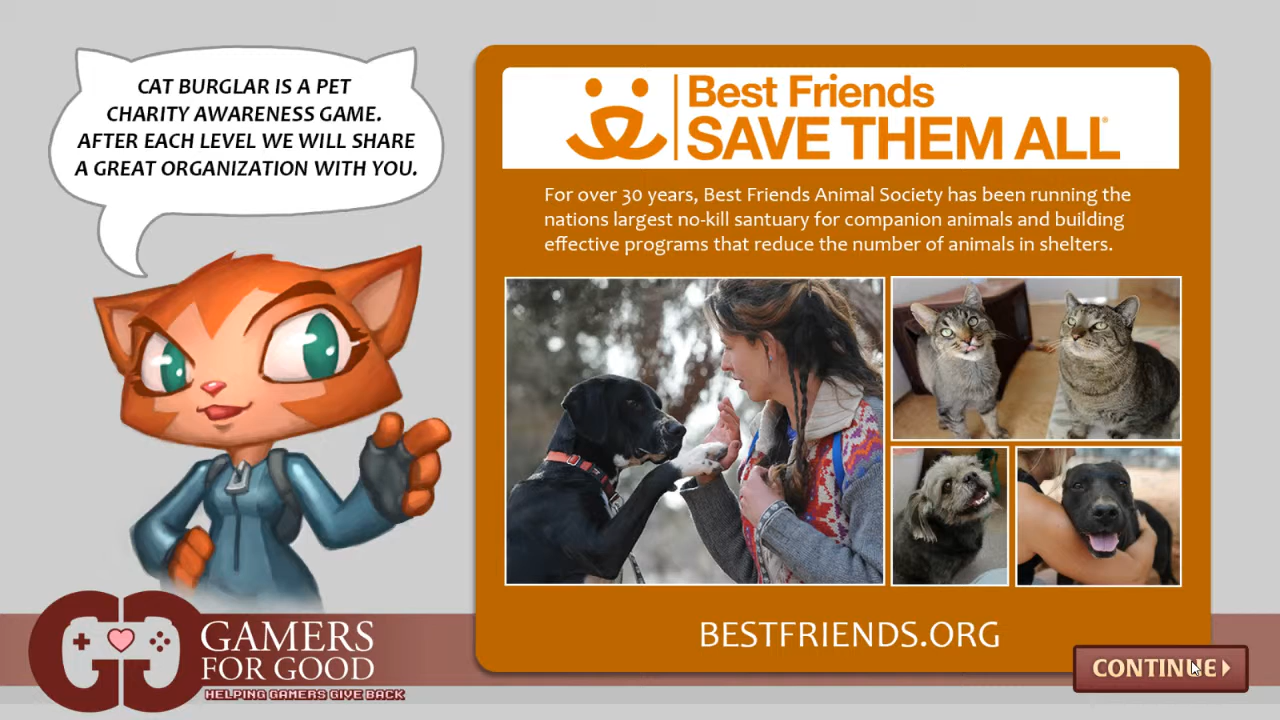 CAT BURGLAR IS A PET
CHARITY AWARENESS GAME.
AFTER EACH LEVEL WE WILL SHARE
A GREAT ORGANIZATION WITH YOU.
Best Friends
SAVE THEM ALL®
For over 30 years, Best Friends Animal Society has been running the
nations largest no-kill santuary for companion animals and building
effective programs that reduce the number of animals in shelters.
BESTFRIENDS.ORG
GAMERS
FOR GOOD
HELPING GAMERS GIVE BACK
CONTINUE